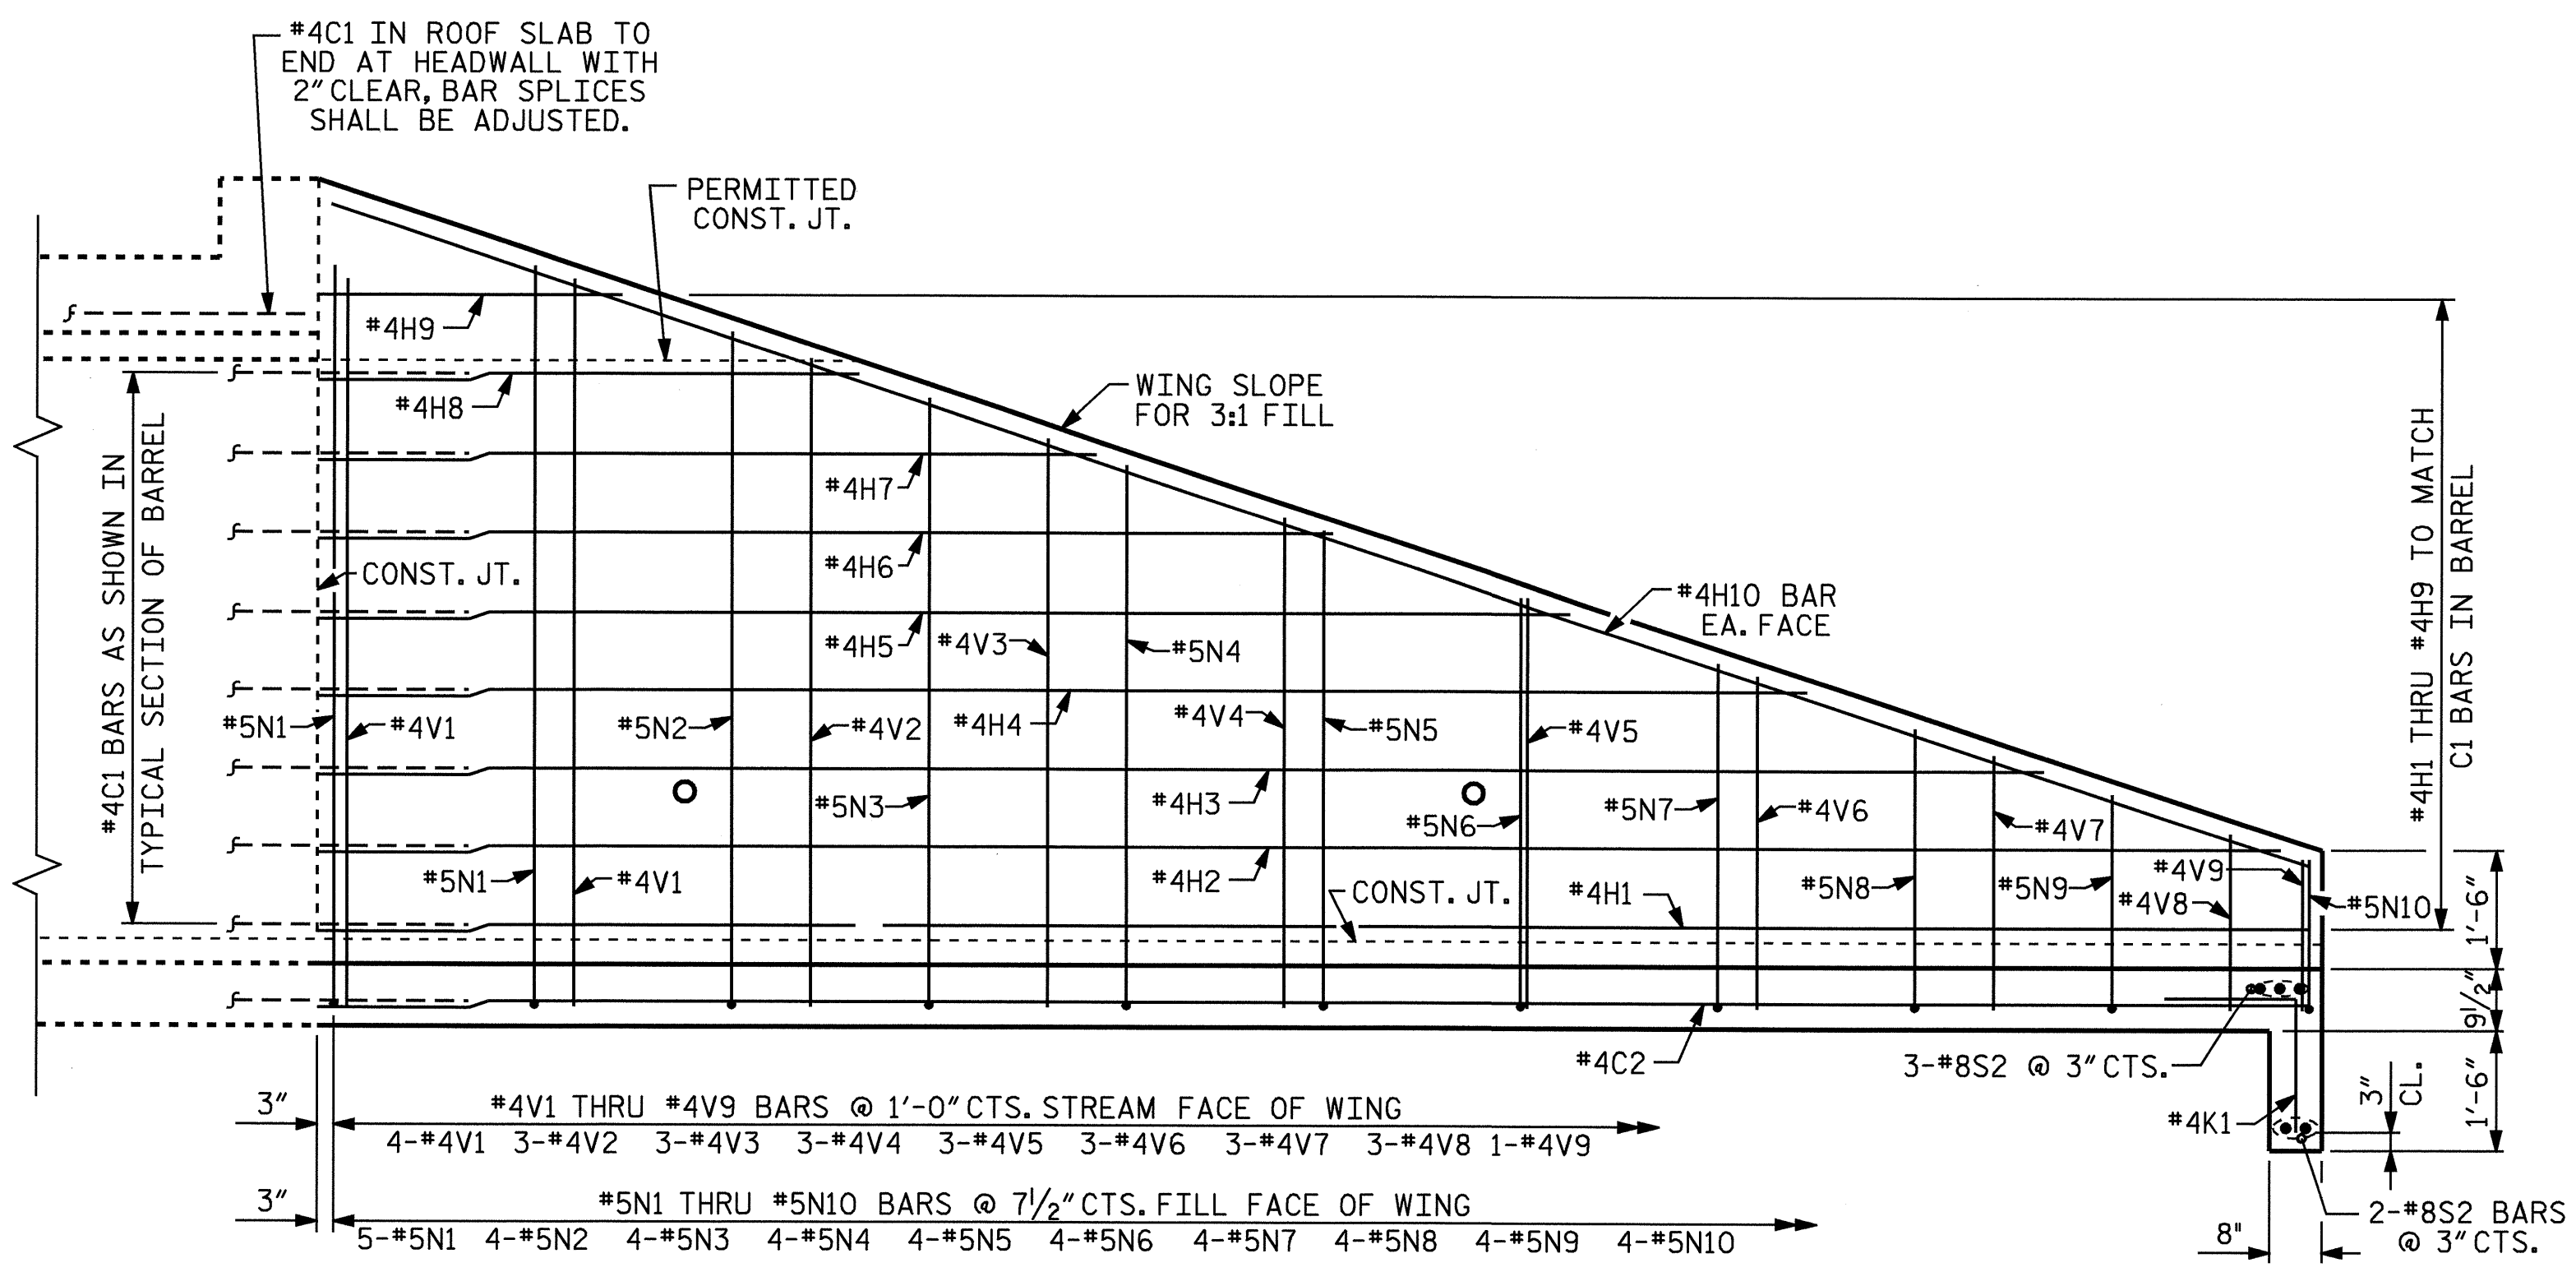 #4C1 IN ROOF SLAB TO
END AT HEADWALL WITH
2" CLEAR, BAR SPLICES
SHALL BE ADJUSTED.
PERMITTED
CONST. JT.
#4H9
#4H8
WING SLOPE
FOR 3:1 FILL
#4C1 BARS AS SHOWN IN
TYPICAL SECTION OF BARREL
#4H1 THRU #4H9 TO MATCH
C1 BARS IN BARREL
#4H7
CONST. JT.
#4H6
#4H10 BAR
EA. FACE
#4H5
#4V3
#5N4
#5N1
#4V1
#5N2
#4V2
#4H4
#4V4
#5N5
#4V5
#5N3
#4H3
#5N6
#5N7
#4V6
#4V7
#5N1
#4V1
#4H2
CONST. JT.
#4H1
#5N8
#5N9
#4V9
#4V8
#5N10
1'-6"
9 1/2"
1'-6"
#4C2
3-#8S2 @ 3" CTS.
3"
CL.
#4K1
3"
#4V1 THRU #4V9 BARS @ 1'-0" CTS. STREAM FACE OF WING
4-#4V1 3-#4V2 3-#4V3 3-#4V4 3-#4V5 3-#4V6 3-#4V7 3-#4V8 1-#4V9
3"
#5N1 THRU #5N10 BARS @ 7 1/2" CTS. FILL FACE OF WING
5-#5N1 4-#5N2 4-#5N3 4-#5N4 4-#5N5 4-#5N6 4-#5N7 4-#5N8 4-#5N9 4-#5N10
8"
2-#8S2 BARS
@ 3" CTS.